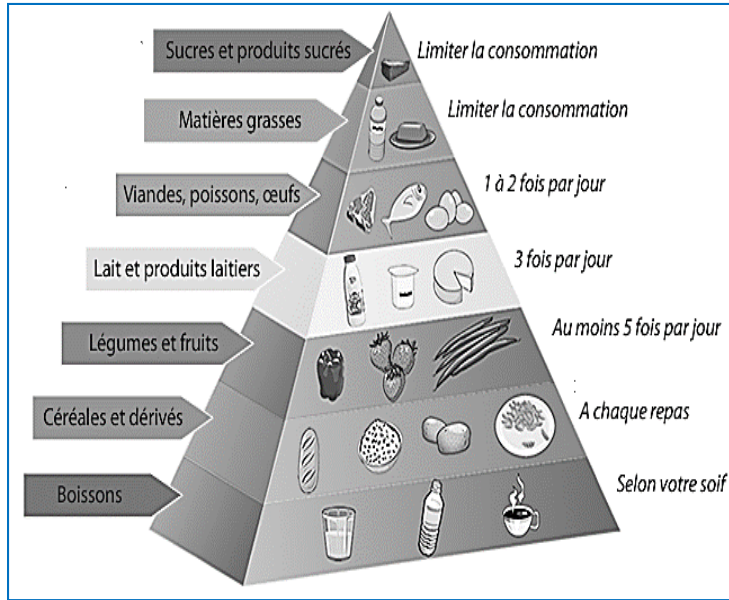 Sucres et produits sucrés
Limiter la consommation
Matières grasses
Limiter la consommation
Viandes, poissons, œufs
1 à 2 fois par jour
Lait et produits laitiers
3 fois par jour
Légumes et fruits
Au moins 5 fois par jour
Céréales et dérivés
A chaque repas
Boissons
Selon votre soif